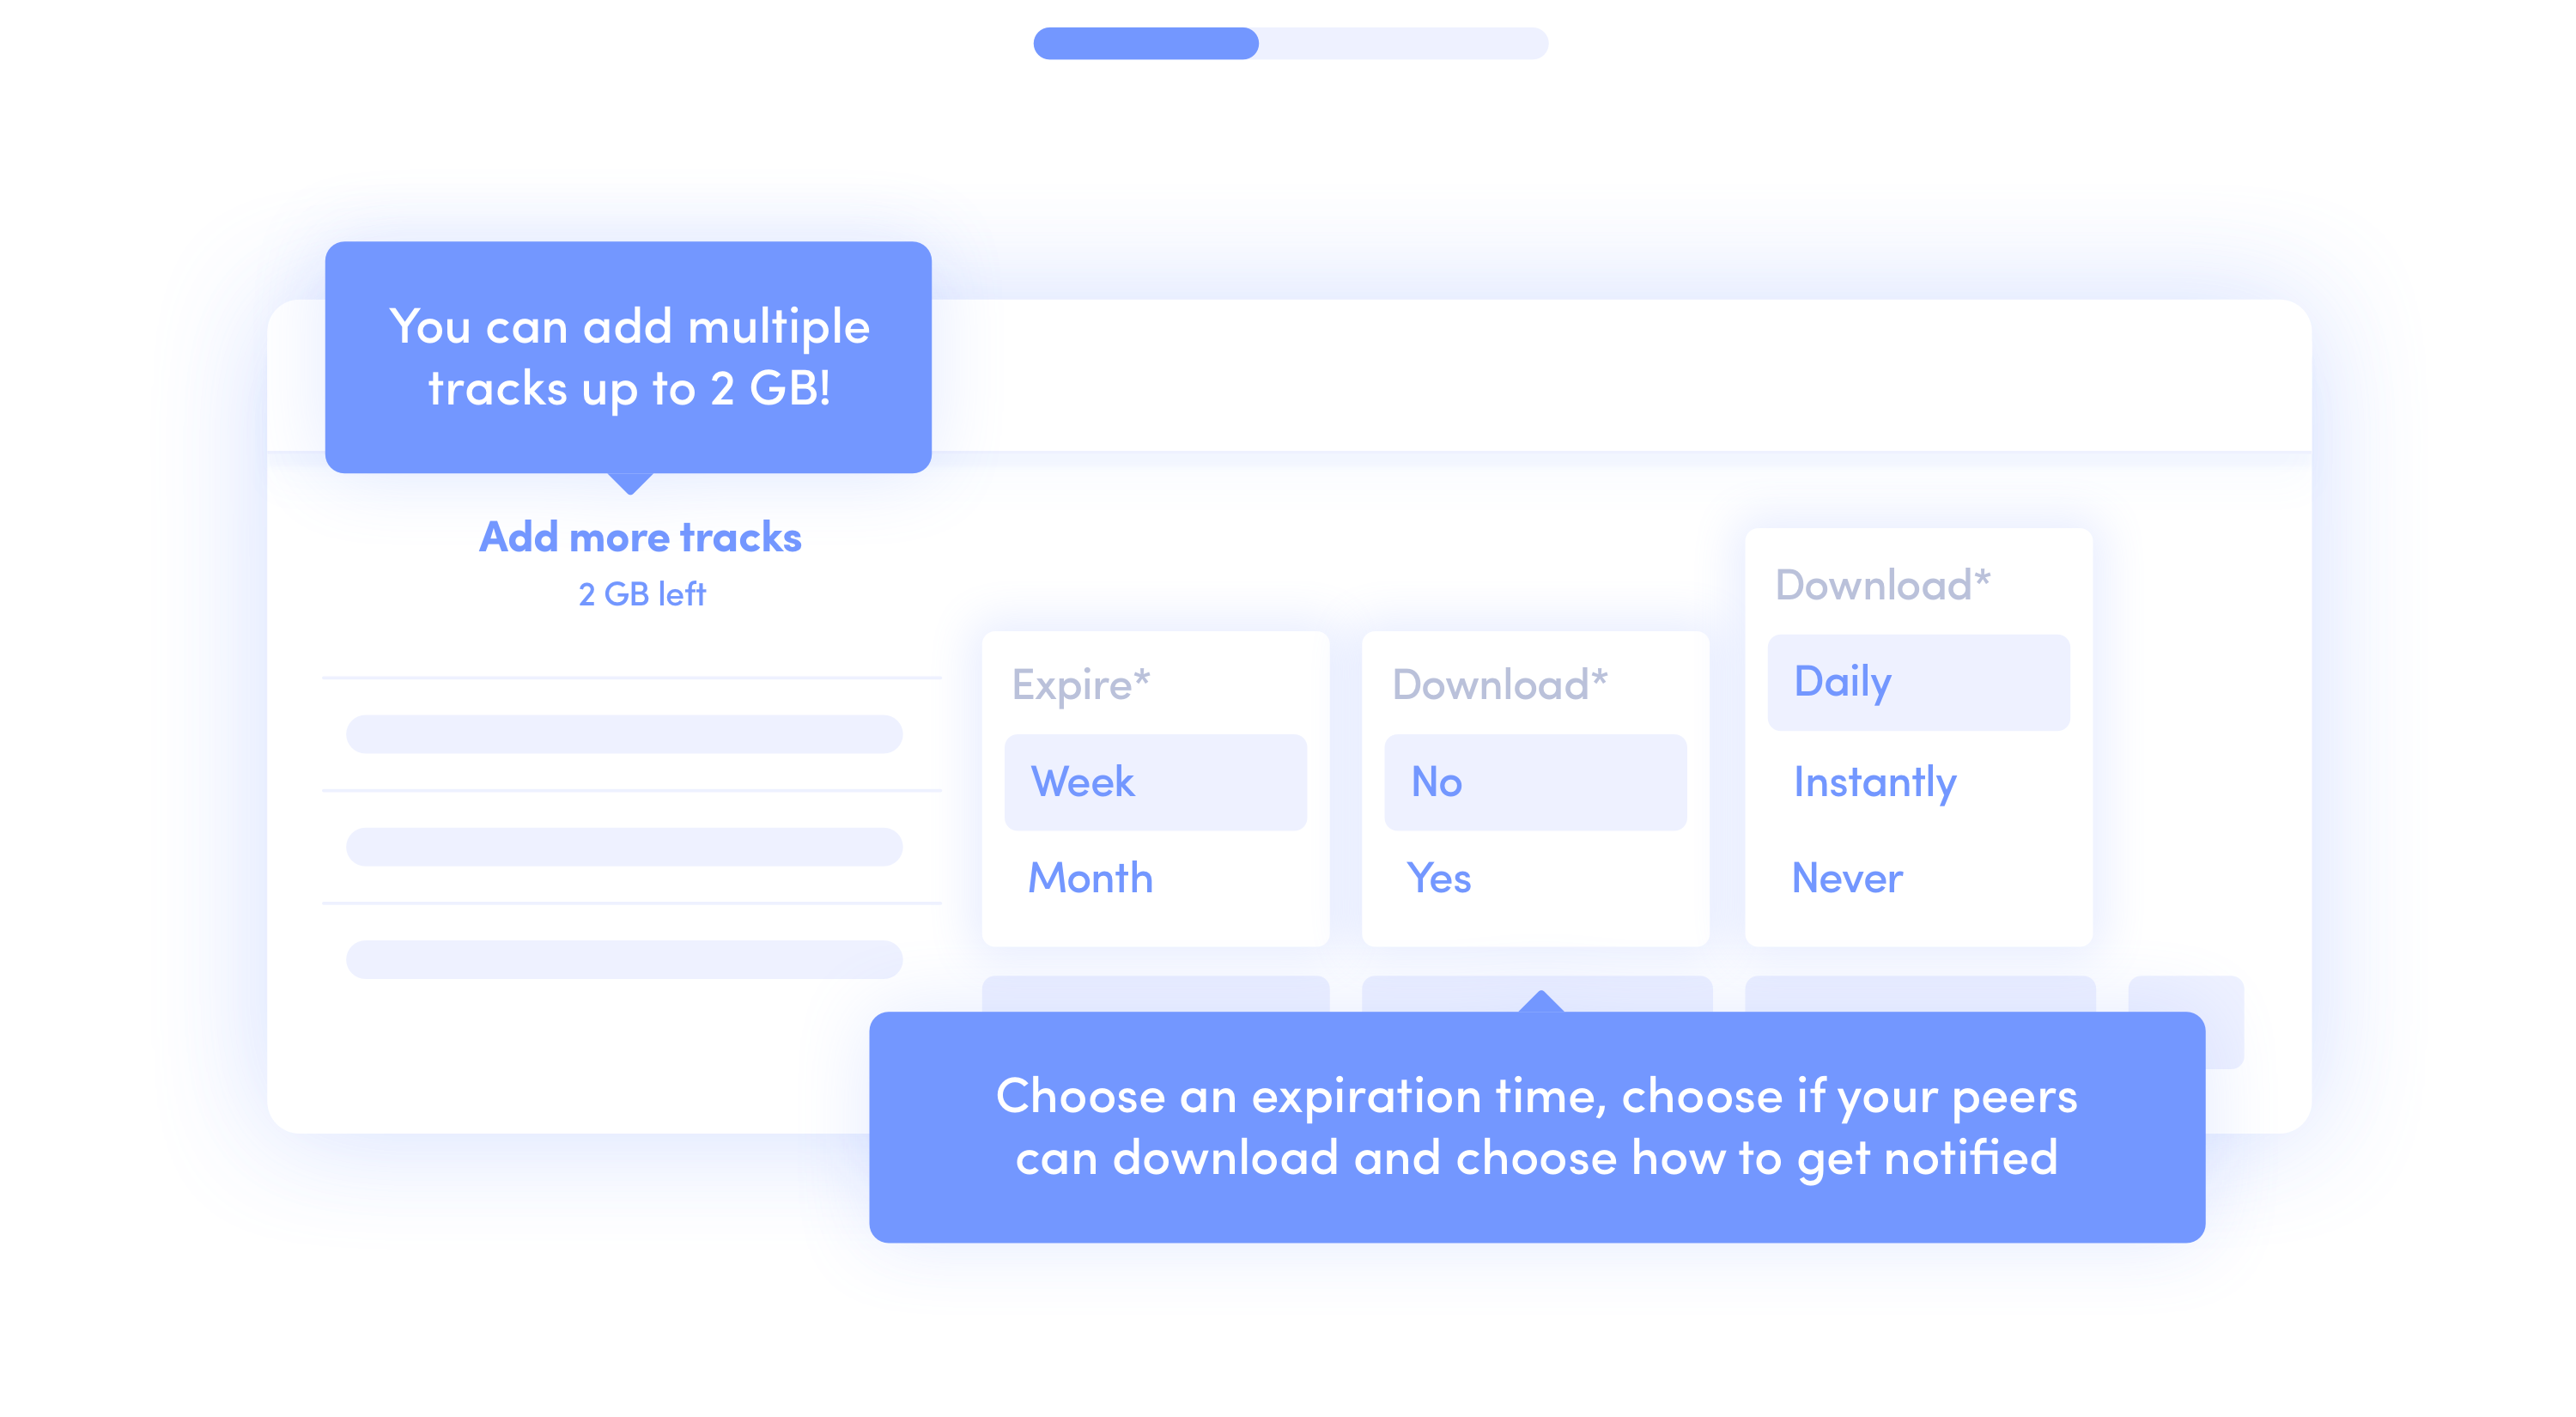 You can add multiple
tracks up to 2 GB!
Add more tracks
2 GB left
Expire*
Week
Month
Download*
No
Yes
Download*
Daily
Instantly
Never
Choose an expiration time, choose if your peers
can download and choose how to get notified